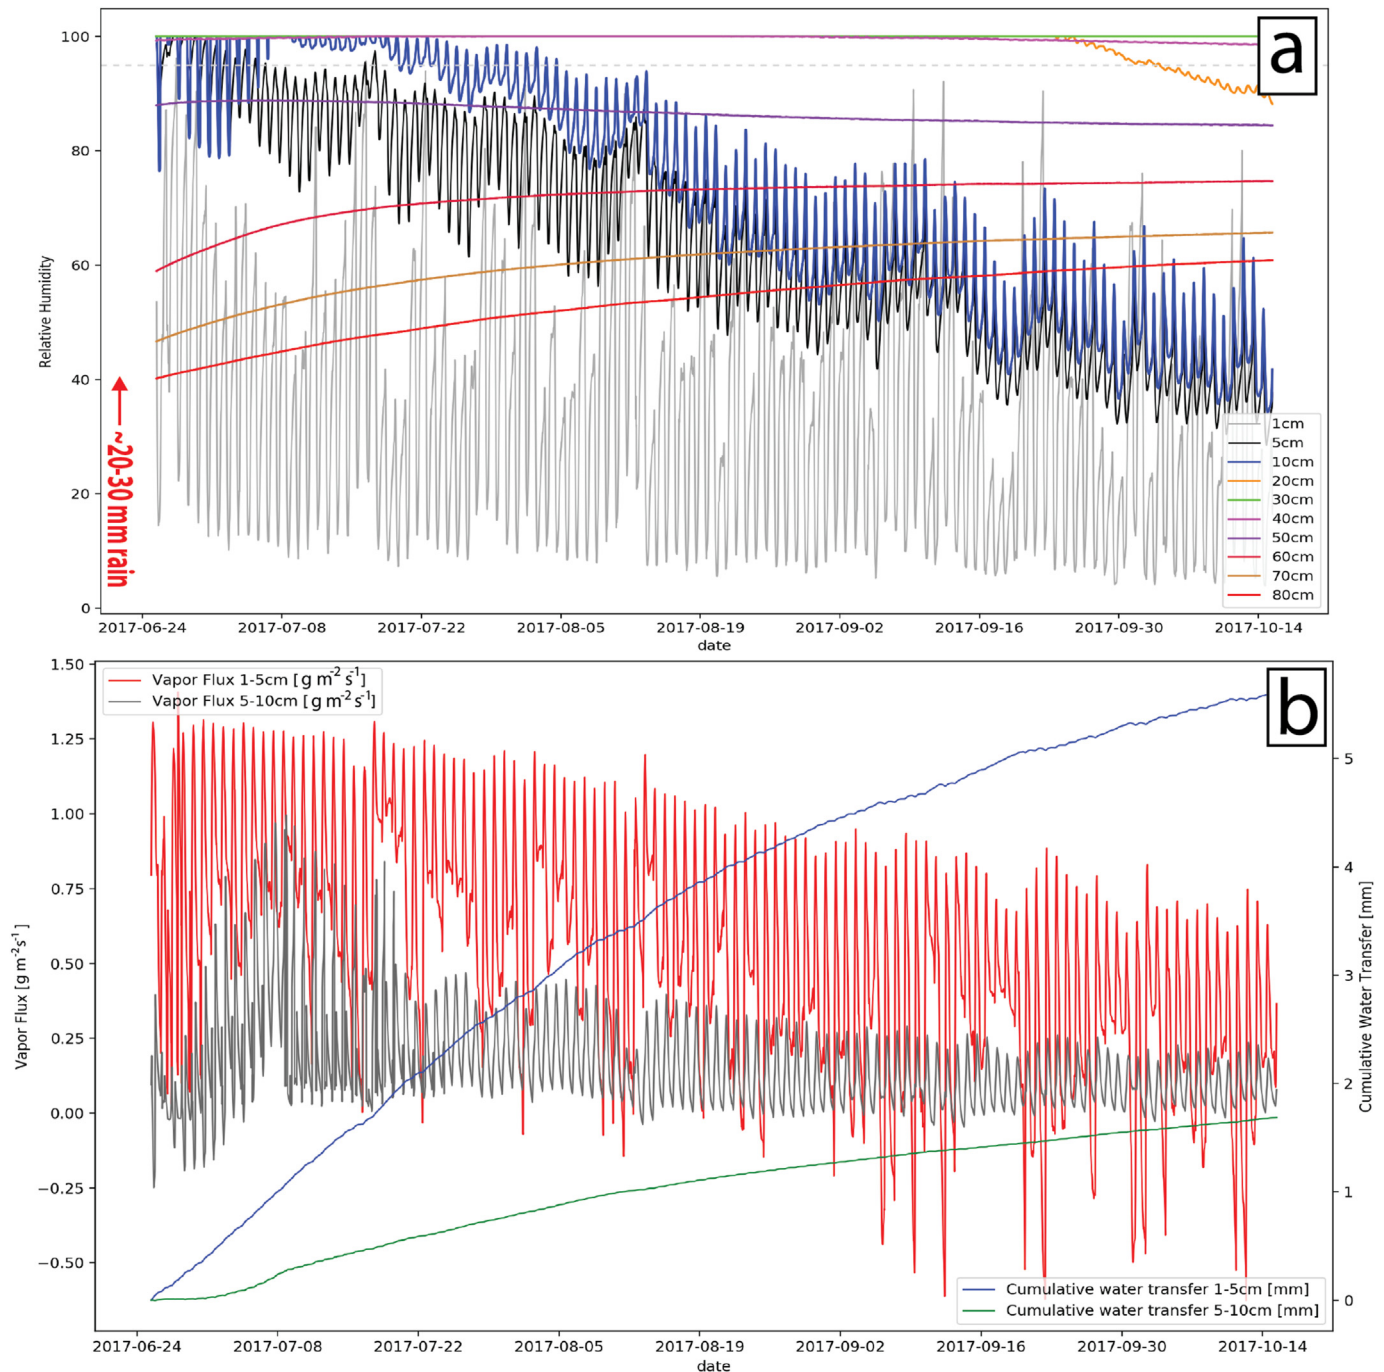 a
100
80
60
40
20
0
Relative Humidity
~20-30 mm rain
1cm
5cm
10cm
20cm
30cm
40cm
50cm
60cm
70cm
80cm
2017-06-24 2017-07-08 2017-07-22 2017-08-05 2017-08-19 2017-09-02 2017-09-16 2017-09-30 2017-10-14
date
b
Vapor Flux 1-5cm [g m-2 s-1]
Vapor Flux 5-10cm [g m-2 s-1]
1.50
1.25
1.00
0.75
0.50
0.25
0.00
−0.25
−0.50
Vapor Flux [g m-2s-1]
5
4
3
2
1
0
Cumulative Water Transfer [mm]
Cumulative water transfer 1-5cm [mm]
Cumulative water transfer 5-10cm [mm]
2017-06-24 2017-07-08 2017-07-22 2017-08-05 2017-08-19 2017-09-02 2017-09-16 2017-09-30 2017-10-14
date